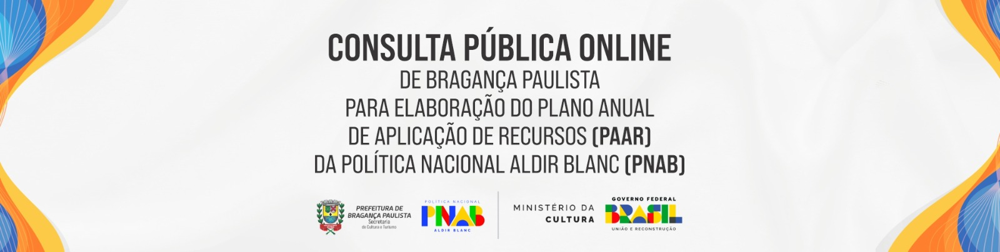 CONSULTA PÚBLICA ONLINE
DE BRAGANÇA PAULISTA
PARA ELABORAÇÃO DO PLANO ANUAL
DE APLICAÇÃO DE RECURSOS (PAAR)
DA POLÍTICA NACIONAL ALDIR BLANC (PNAB)
PREFEITURA DE
BRAGANÇA PAULISTA
Secretaria
de Cultura e Turismo
POLÍTICA NACIONAL
PNAB
ALDIR BLANC
MINISTÉRIO DA
CULTURA
GOVERNO FEDERAL
BRASIL
UNIÃO E RECONSTRUÇÃO